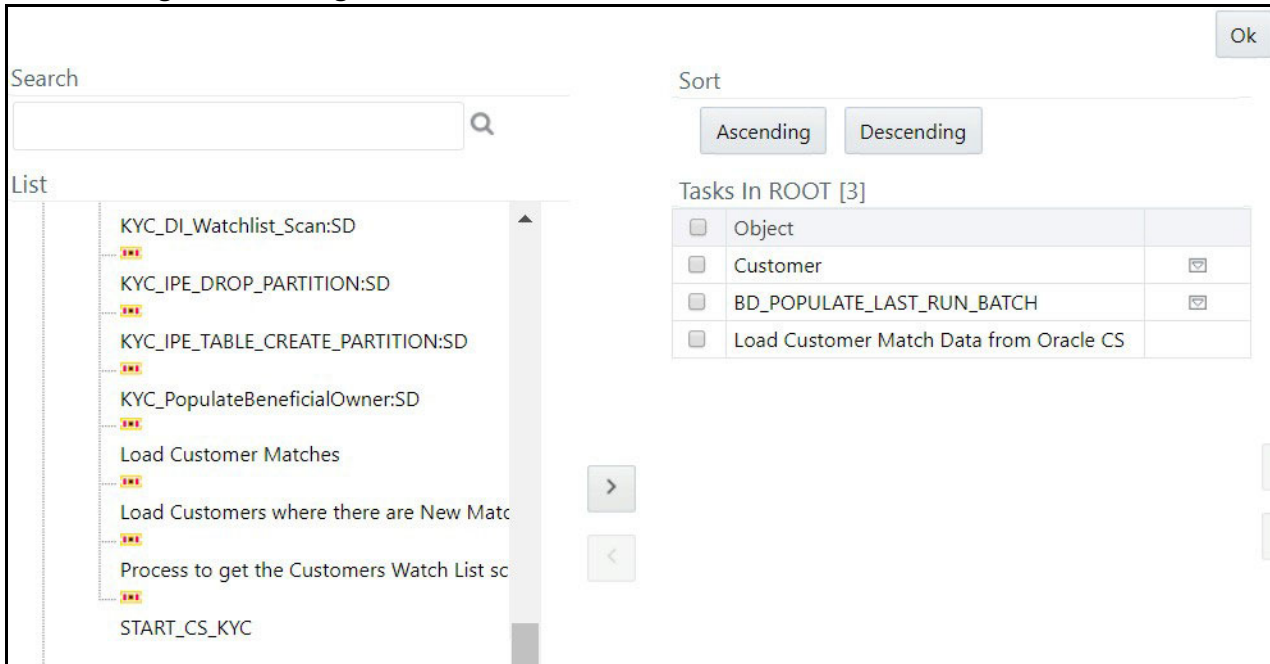 Ok
Search
List
KYC_DI_Watchlist_Scan:SD
KYC_IPE_DROP_PARTITION:SD
KYC_IPE_TABLE_CREATE_PARTITION:SD
KYC_PopulateBeneficialOwner:SD
Load Customer Matches
Load Customers where there are New Matc
Process to get the Customers Watch List sc
START_CS_KYC
>
<
Sort
Ascending Descending
Tasks In ROOT [3]
Object
Customer
BD_POPULATE_LAST_RUN_BATCH
Load Customer Match Data from Oracle CS